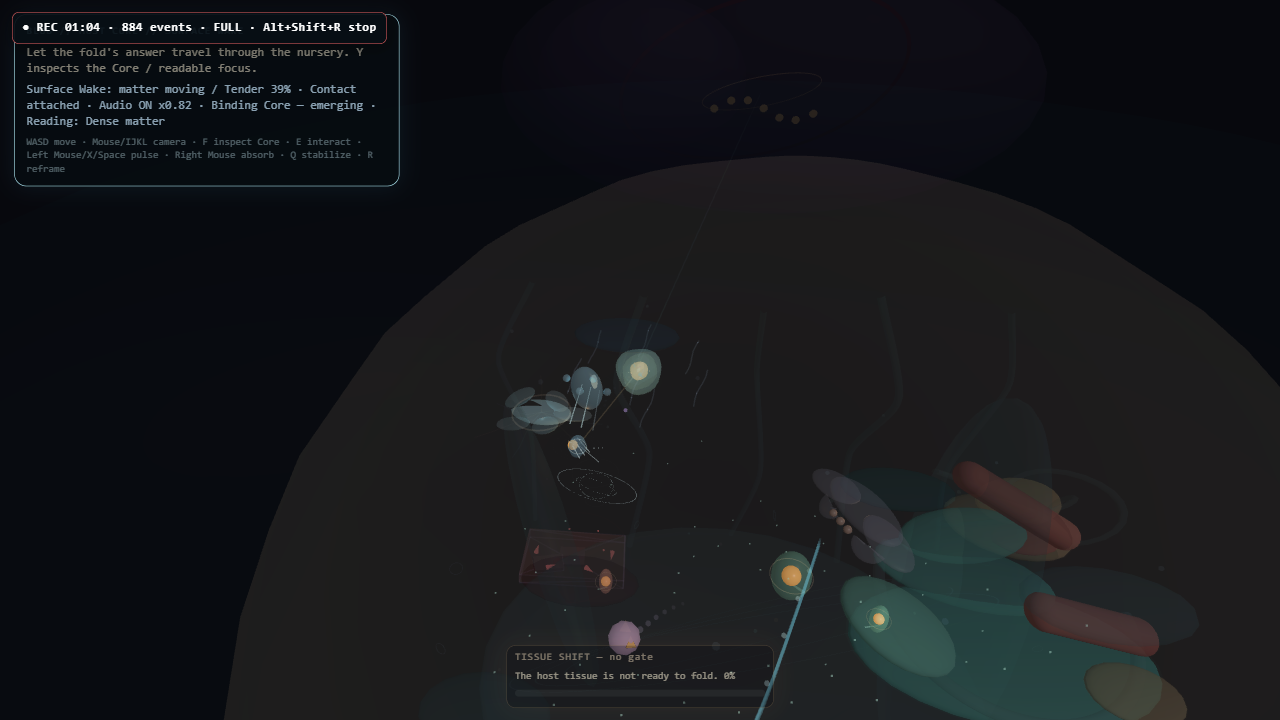 ● REC 01:04 · 884 events · FULL · Alt+Shift+R stop
Let the fold's answer travel through the nursery. Y
inspects the Core / readable focus.
Surface Wake: matter moving / Tender 39% · Contact
attached · Audio ON x0.82 · Binding Core — emerging ·
Reading: Dense matter
WASD move · Mouse/IJKL camera · F inspect Core · E interact ·
Left Mouse/X/Space pulse · Right Mouse absorb · Q stabilize · R
reframe
TISSUE SHIFT — no gate
The host tissue is not ready to fold. 0%